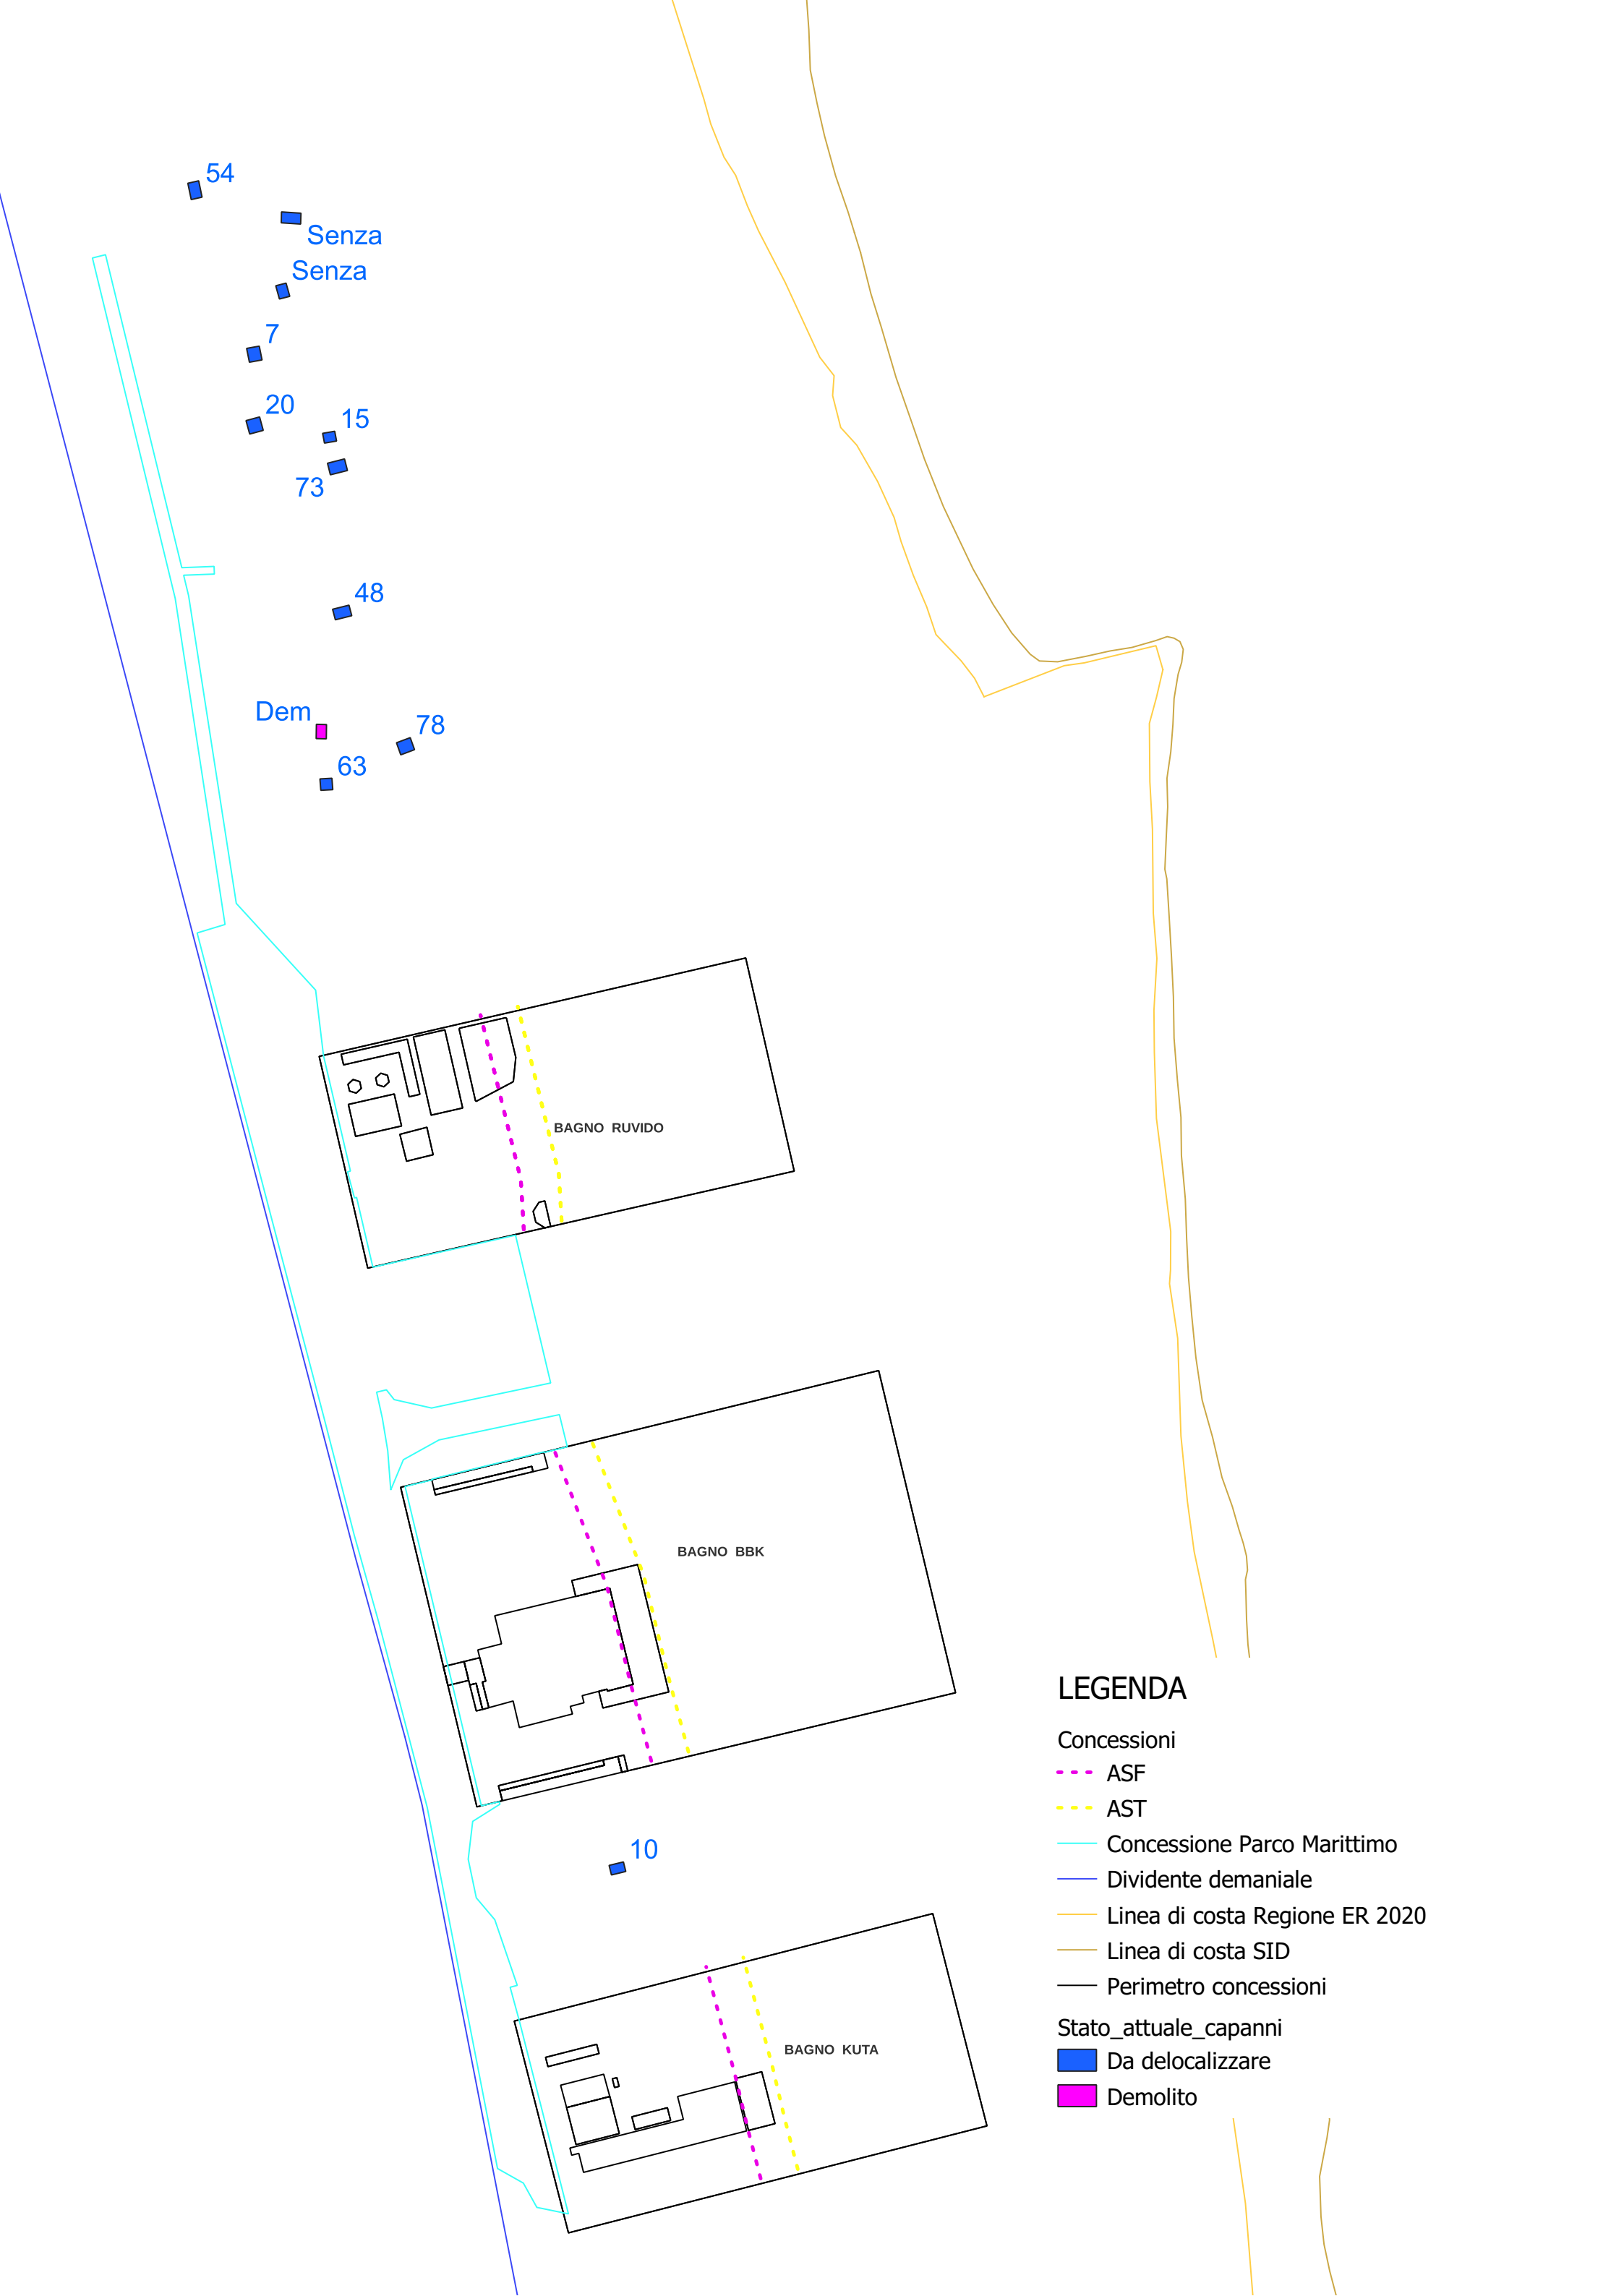 54
Senza
Senza
7
20
15
73
48
Dem
78
63
BAGNO RUVIDO
BAGNO BBK
10
BAGNO KUTA
LEGENDA
Concessioni
ASF
AST
Concessione Parco Marittimo
Dividente demaniale
Linea di costa Regione ER 2020
Linea di costa SID
Perimetro concessioni
Stato_attuale_capanni
Da delocalizzare
Demolito